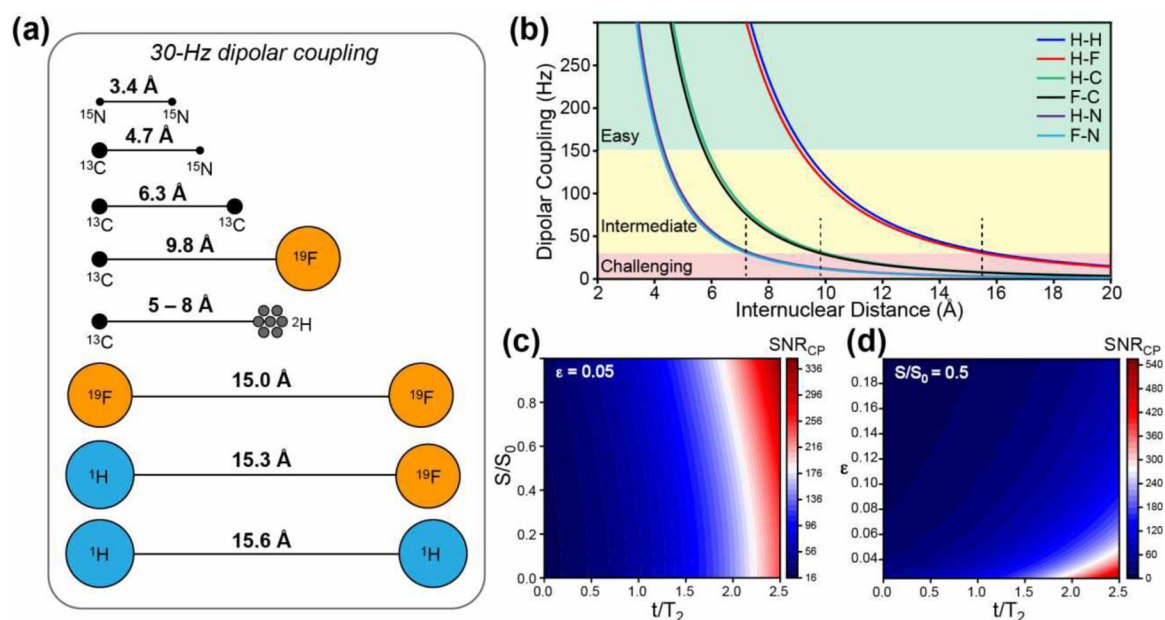 (a)
30-Hz dipolar coupling
3.4 Å
¹⁵N ¹⁵N
4.7 Å
¹³C ¹⁵N
6.3 Å
¹³C ¹³C
9.8 Å
¹³C ¹⁹F
5 – 8 Å
¹³C ²H
15.0 Å
¹⁹F ¹⁹F
15.3 Å
¹H ¹⁹F
15.6 Å
¹H ¹H
(b)
Dipolar Coupling (Hz)
250
200
150
100
50
0
Easy
Intermediate
Challenging
H-H
H-F
H-C
F-C
H-N
F-N
2 4 6 8 10 12 14 16 18 20
Internuclear Distance (Å)
(c)
SNR_CP
ε = 0.05
S/S₀
0.8
0.6
0.4
0.2
0.0
0.0 0.5 1.0 1.5 2.0 2.5
t/T₂
336
296
256
216
176
136
96
56
16
(d)
SNR_CP
S/S₀ = 0.5
ε
0.18
0.16
0.12
0.10
0.08
0.06
0.04
0.0 0.5 1.0 1.5 2.0 2.5
t/T₂
540
480
420
360
300
240
180
120
60
0